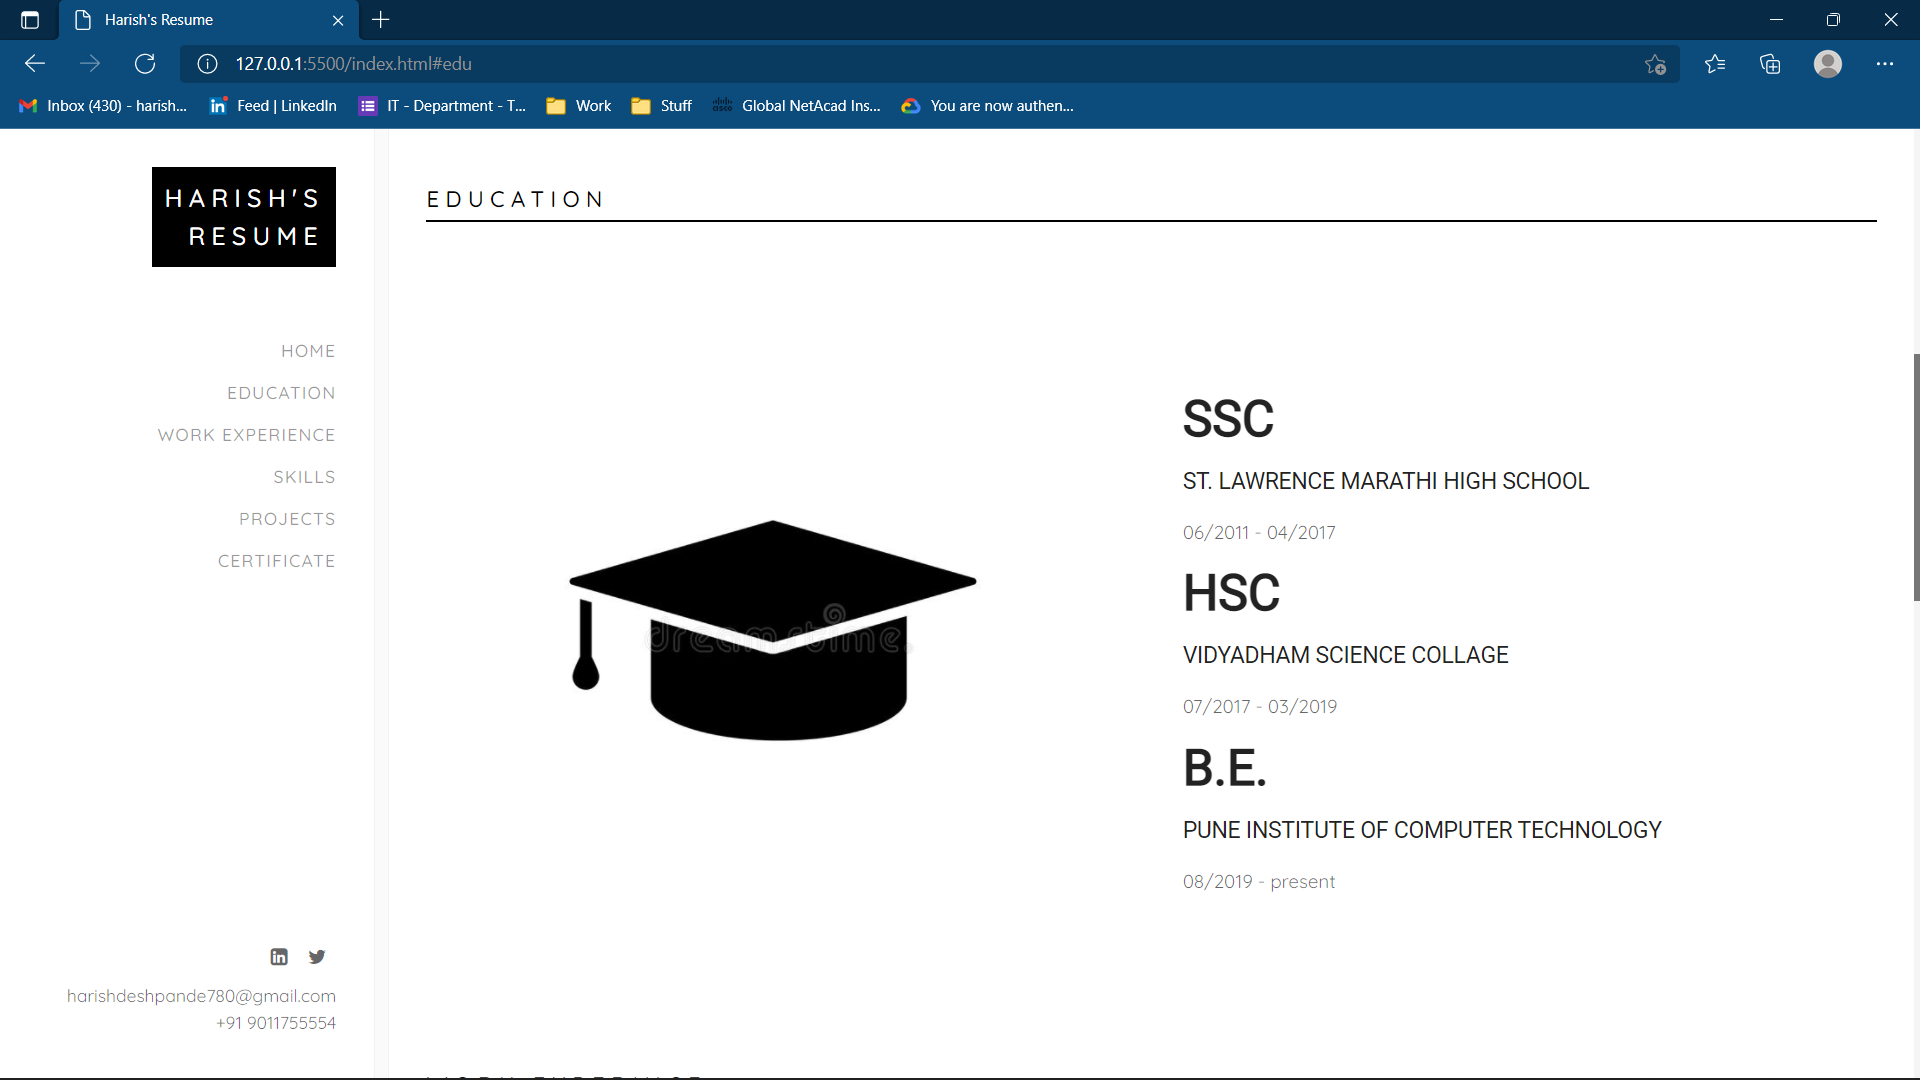 Harish's Resume
127.0.0.1:5500/index.html#edu
Inbox (430) - harish...
Feed | LinkedIn
IT - Department - T...
Work
Stuff
Global NetAcad Ins...
You are now authen...
HARISH'S
RESUME
HOME
EDUCATION
WORK EXPERIENCE
SKILLS
PROJECTS
CERTIFICATE
harishdeshpande780@gmail.com
+91 9011755554
EDUCATION
dreamstime.
SSC
ST. LAWRENCE MARATHI HIGH SCHOOL
06/2011 - 04/2017
HSC
VIDYADHAM SCIENCE COLLAGE
07/2017 - 03/2019
B.E.
PUNE INSTITUTE OF COMPUTER TECHNOLOGY
08/2019 - present